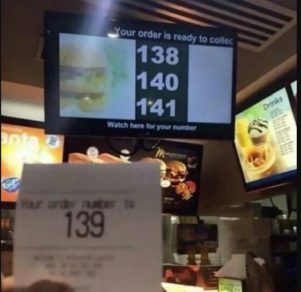 Your order is ready to collec
138
140
141
Watch here for your number
Drinks
Your order number is
139